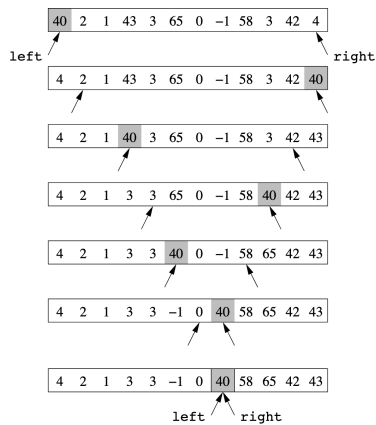 40 2 1 43 3 65 0 −1 58 3 42 4
left right
4 2 1 43 3 65 0 −1 58 3 42 40
4 2 1 40 3 65 0 −1 58 3 42 43
4 2 1 3 3 65 0 −1 58 40 42 43
4 2 1 3 3 40 0 −1 58 65 42 43
4 2 1 3 3 −1 0 40 58 65 42 43
4 2 1 3 3 −1 0 40 58 65 42 43
left right